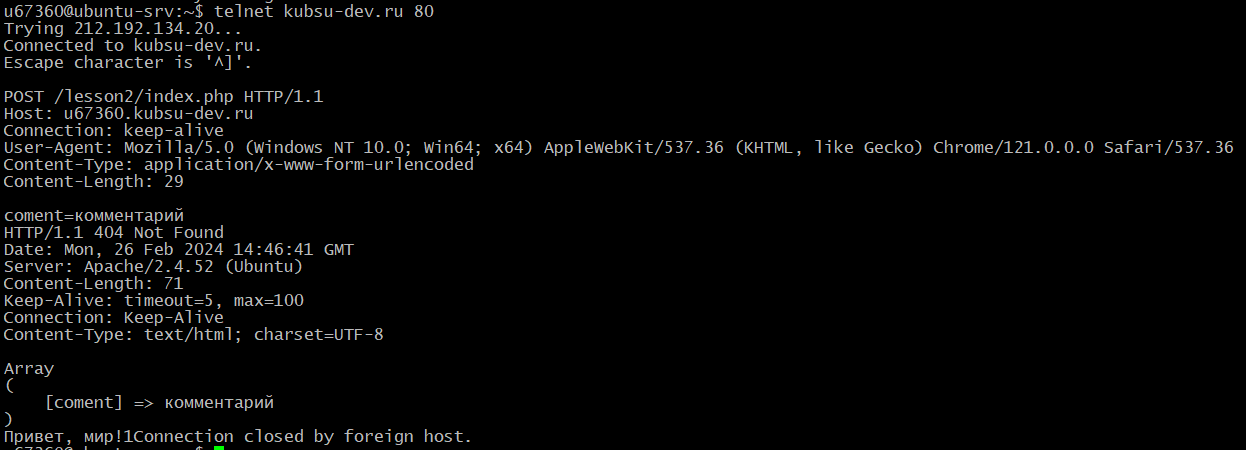 u67360@ubuntu-srv:~$ telnet kubsu-dev.ru 80
Trying 212.192.134.20...
Connected to kubsu-dev.ru.
Escape character is '^]'.
POST /lesson2/index.php HTTP/1.1
Host: u67360.kubsu-dev.ru
Connection: keep-alive
User-Agent: Mozilla/5.0 (Windows NT 10.0; Win64; x64) AppleWebKit/537.36 (KHTML, like Gecko) Chrome/121.0.0.0 Safari/537.36
Content-Type: application/x-www-form-urlencoded
Content-Length: 29
coment=комментарий
HTTP/1.1 404 Not Found
Date: Mon, 26 Feb 2024 14:46:41 GMT
Server: Apache/2.4.52 (Ubuntu)
Content-Length: 71
Keep-Alive: timeout=5, max=100
Connection: Keep-Alive
Content-Type: text/html; charset=UTF-8
Array
(
[coment] => комментарий
)
Привет, мир!1Connection closed by foreign host.